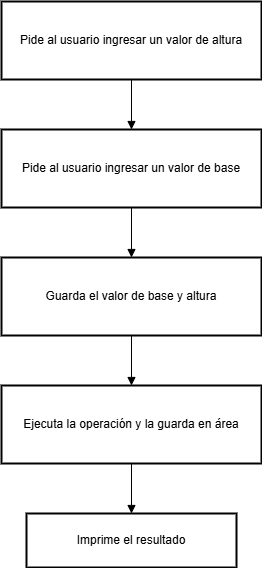 Pide al usuario ingresar un valor de altura
Pide al usuario ingresar un valor de base
Guarda el valor de base y altura
Ejecuta la operación y la guarda en área
Imprime el resultado